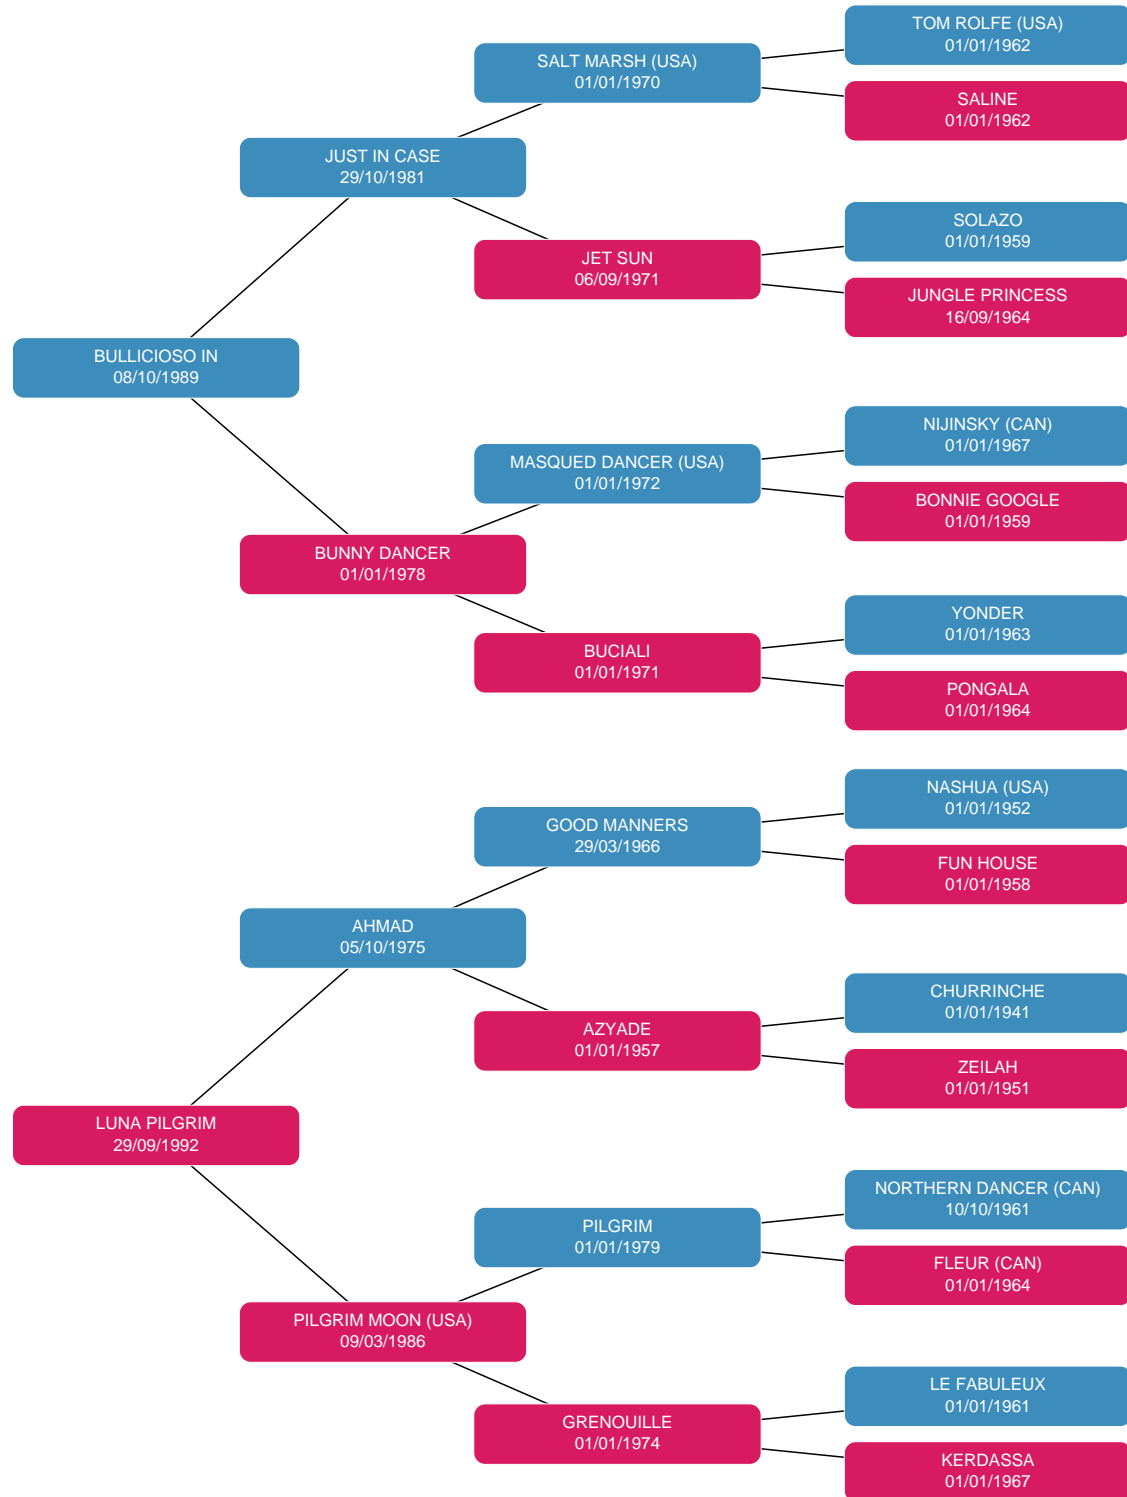 TOM ROLFE (USA)
01/01/1962
SALT MARSH (USA)
01/01/1970
SALINE
01/01/1962
JUST IN CASE
29/10/1981
SOLAZO
01/01/1959
JET SUN
06/09/1971
JUNGLE PRINCESS
16/09/1964
BULLICIOSO IN
08/10/1989
NIJINSKY (CAN)
01/01/1967
MASQUED DANCER (USA)
01/01/1972
BONNIE GOOGLE
01/01/1959
BUNNY DANCER
01/01/1978
YONDER
01/01/1963
BUCIALI
01/01/1971
PONGALA
01/01/1964
NASHUA (USA)
01/01/1952
GOOD MANNERS
29/03/1966
FUN HOUSE
01/01/1958
AHMAD
05/10/1975
CHURRINCHE
01/01/1941
AZYADE
01/01/1957
ZEILAH
01/01/1951
LUNA PILGRIM
29/09/1992
NORTHERN DANCER (CAN)
10/10/1961
PILGRIM
01/01/1979
FLEUR (CAN)
01/01/1964
PILGRIM MOON (USA)
09/03/1986
LE FABULEUX
01/01/1961
GRENOUILLE
01/01/1974
KERDASSA
01/01/1967